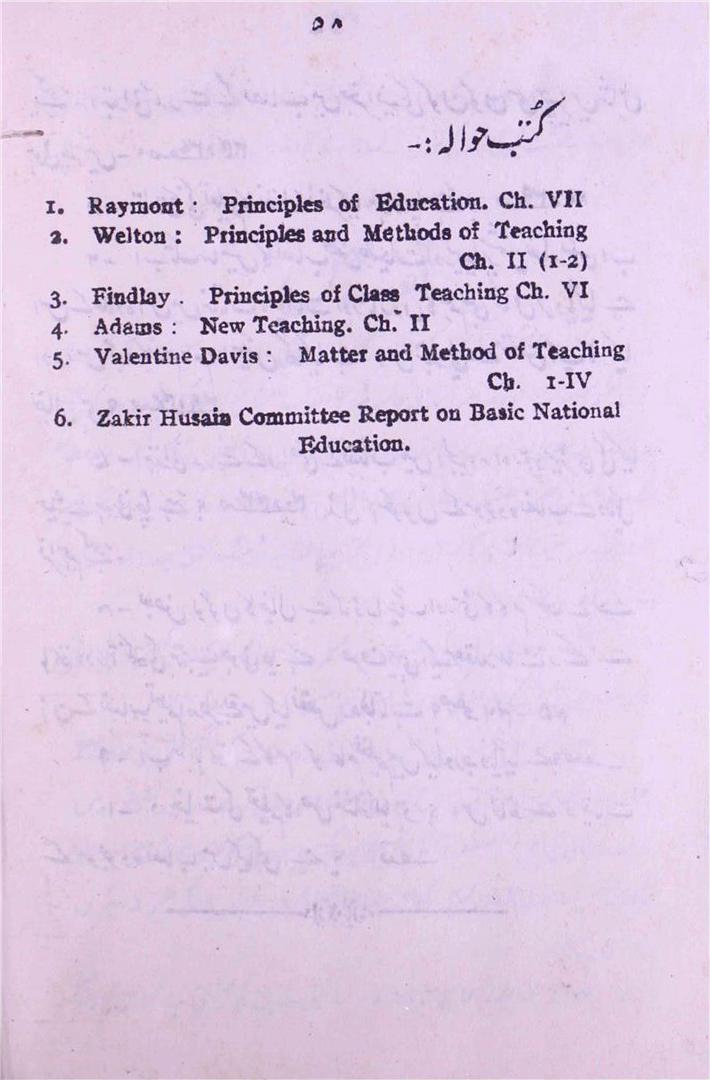 ۵۸
کُتب حوالہ :۔
1. Raymont : Principles of Education. Ch. VII
2. Welton : Principles and Methods of Teaching
Ch. II (1-2)
3. Findlay . Principles of Class Teaching Ch. VI
4. Adams : New Teaching. Ch. II
5. Valentine Davis : Matter and Method of Teaching
Ch. 1-IV
6. Zakir Husain Committee Report on Basic National
Education.